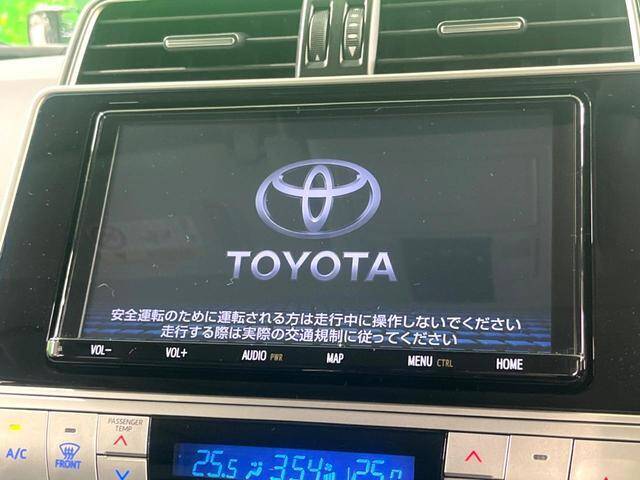 TOYOTA
安全運転のために運転される方は走行中に操作しないでください
走行する際は実際の交通規制に従ってください
VOL- VOL+ AUDIO PWR MAP MENU CTRL HOME
PASSENGER TEMP
A/C FRONT
25.5 3:54 25.0